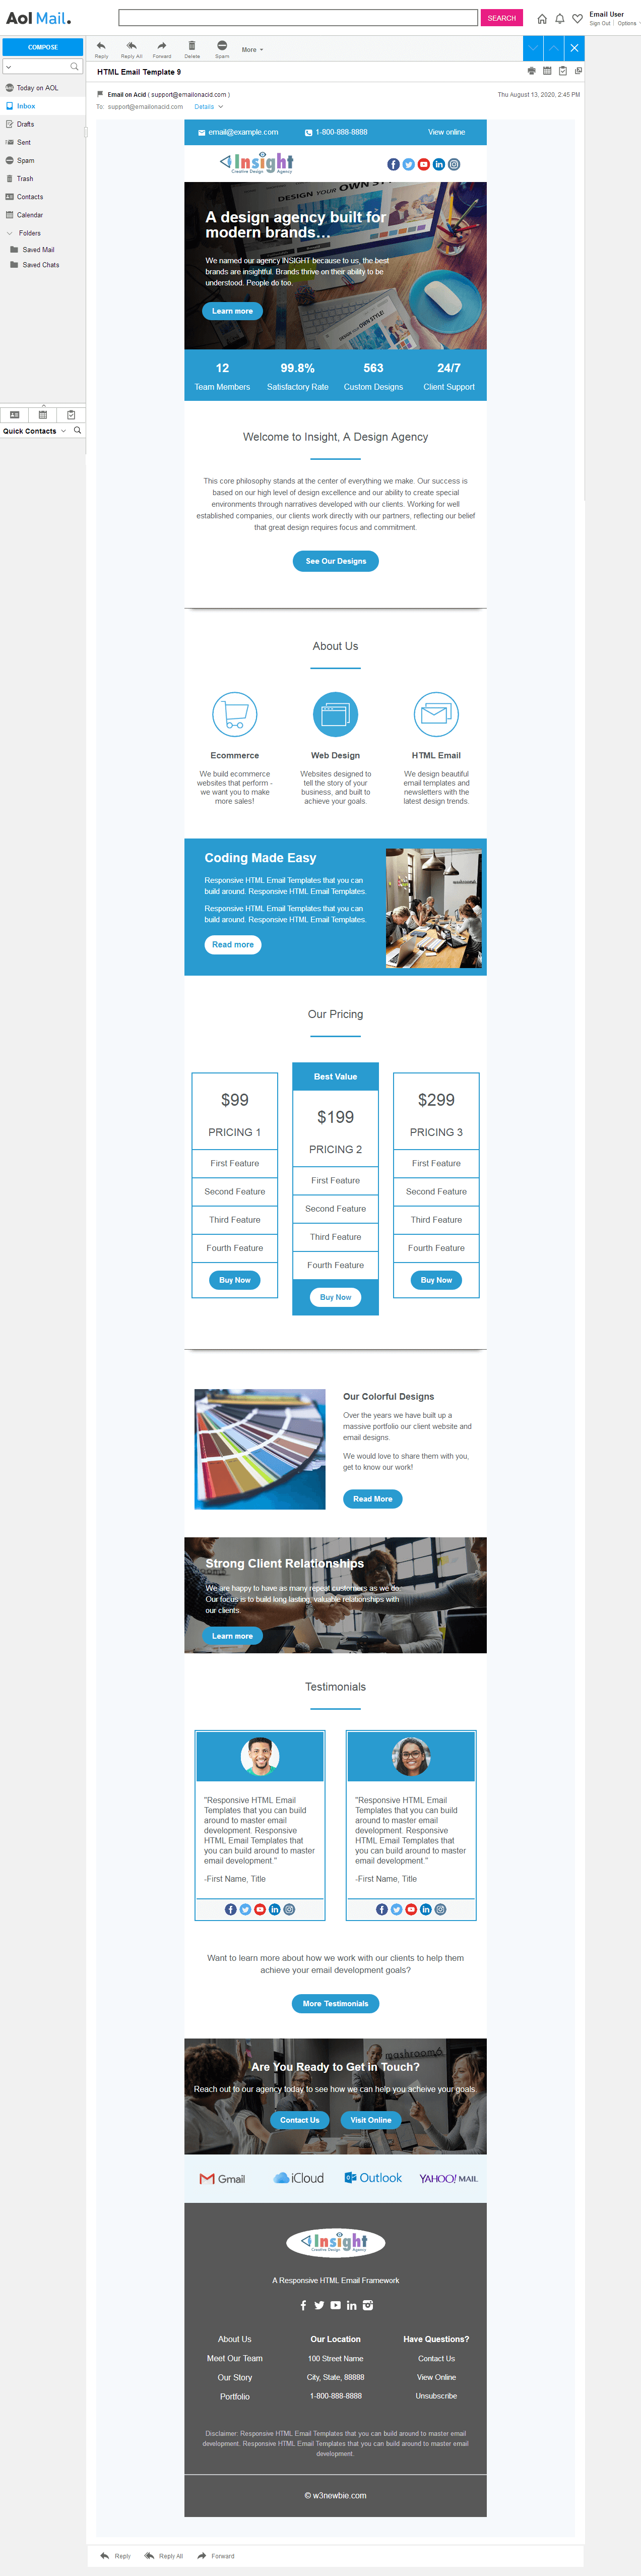 Aol Mail.
SEARCH
Email User
Sign Out | Options
COMPOSE
Today on AOL
Inbox
Drafts
Sent
Spam
Trash
Contacts
Calendar
Folders
Saved Mail
Saved Chats
Quick Contacts
Reply
Reply All
Forward
Delete
Spam
More
HTML Email Template 9
Email on Acid ( support@emailonacid.com )
Thu August 13, 2020, 2:45 PM
To: support@emailonacid.com Details
email@example.com
1-800-888-8888
View online
Insight
Creative Design Agency
A design agency built for
modern brands…
We named our agency INSIGHT because to us, the best
brands are insightful. Brands thrive on their ability to be
understood. People do too.
Learn more
12 99.8% 563 24/7
Team Members Satisfactory Rate Custom Designs Client Support
Welcome to Insight, A Design Agency
This core philosophy stands at the center of everything we make. Our success is
based on our high level of design excellence and our ability to create special
environments through narratives developed with our clients. Working for well
established companies, our clients work directly with our partners, reflecting our belief
that great design requires focus and commitment.
See Our Designs
About Us
Ecommerce
We build ecommerce
websites that perform -
we want you to make
more sales!
Web Design
Websites designed to
tell the story of your
business, and built to
achieve your goals.
HTML Email
We design beautiful
email templates and
newsletters with the
latest design trends.
Coding Made Easy
Responsive HTML Email Templates that you can
build around. Responsive HTML Email Templates.
Responsive HTML Email Templates that you can
build around. Responsive HTML Email Templates.
Read more
Our Pricing
$99
PRICING 1
First Feature
Second Feature
Third Feature
Fourth Feature
Buy Now
Best Value
$199
PRICING 2
First Feature
Second Feature
Third Feature
Fourth Feature
Buy Now
$299
PRICING 3
First Feature
Second Feature
Third Feature
Fourth Feature
Buy Now
Our Colorful Designs
Over the years we have built up a
massive portfolio our client website and
email designs.
We would love to share them with you,
get to know our work!
Read More
Strong Client Relationships
We are happy to have as many repeat customers as we do.
Our focus is to build long lasting, valuable relationships with
our clients.
Learn more
Testimonials
"Responsive HTML Email
Templates that you can build
around to master email
development. Responsive
HTML Email Templates that
you can build around to master
email development."
-First Name, Title
"Responsive HTML Email
Templates that you can build
around to master email
development. Responsive
HTML Email Templates that
you can build around to master
email development."
-First Name, Title
Want to learn more about how we work with our clients to help them
achieve your email development goals?
More Testimonials
Are You Ready to Get in Touch?
Reach out to our agency today to see how we can help you acheive your goals.
Contact Us
Visit Online
Gmail iCloud Outlook YAHOO! MAIL
Insight
Creative Design Agency
A Responsive HTML Email Framework
About Us
Meet Our Team
Our Story
Portfolio
Our Location
100 Street Name
City, State, 88888
1-800-888-8888
Have Questions?
Contact Us
View Online
Unsubscribe
Disclaimer: Responsive HTML Email Templates that you can build around to master email
development. Responsive HTML Email Templates that you can build around to master email
development.
© w3newbie.com
Reply
Reply All
Forward